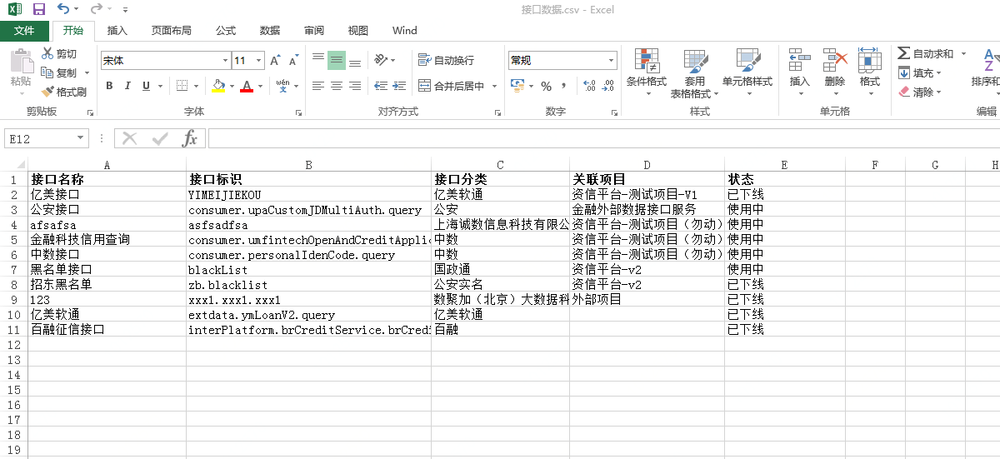 接口数据.csv - Excel
文件 开始 插入 页面布局 公式 数据 审阅 视图 Wind
剪切
复制
格式刷
粘贴
剪贴板
宋体 11
B I U
wén
字体
自动换行
合并后居中
对齐方式
常规
% ,
数字
条件格式 套用
表格格式 单元格样式
样式
插入 删除 格式
单元格
自动求和
填充
清除
排序和
编辑
E12 fx
A B C D E F G H
1 接口名称 接口标识 接口分类 关联项目 状态
2 亿美接口 YIMEIJIEKOU 亿美软通 资信平台-测试项目-V1 已下线
3 公安接口 consumer.upaCustomJDMultiAuth.query 公安 金融外部数据接口服务 使用中
4 afsafsa asfsadfsa 上海诚数信息科技有限公 资信平台-测试项目（勿动） 使用中
5 金融科技信用查询 consumer.umfintechOpenAndCreditApplic 中数 资信平台-测试项目（勿动） 使用中
6 中数接口 consumer.personalIdenCode.query 中数 资信平台-测试项目（勿动） 使用中
7 黑名单接口 blackList 国政通 资信平台-v2 使用中
8 招东黑名单 zb.blacklist 公安实名 资信平台-v2 已下线
9 123 xxx1.xxx1.xxx1 数聚加（北京）大数据科 外部项目 已下线
10 亿美软通 extdata.ymLoanV2.query 亿美软通 已下线
11 百融征信接口 interPlatform.brCreditService.brCredi 百融 已下线
12
13
14
15
16
17
18
19